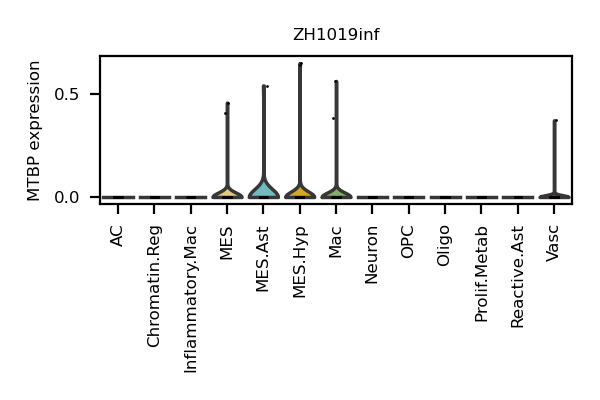 ZH1019inf
MTBP expression
0.5
0.0
AC
Chromatin.Reg
Inflammatory.Mac
MES
MES.Ast
MES.Hyp
Mac
Neuron
OPC
Oligo
Prolif.Metab
Reactive.Ast
Vasc